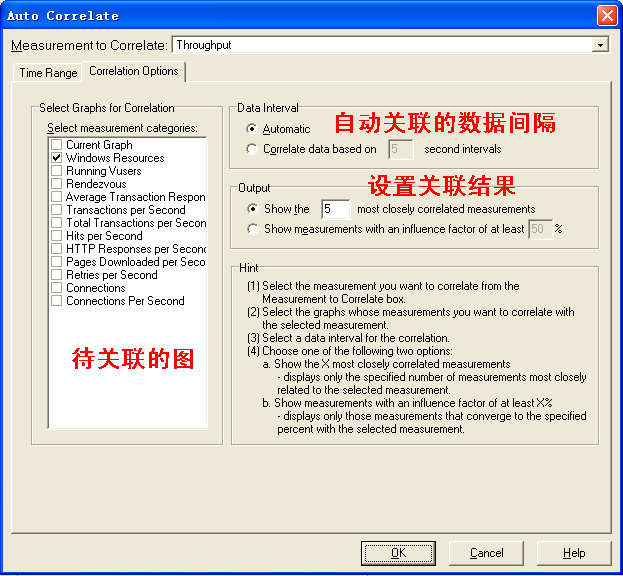 Auto Correlate
Measurement to Correlate: Throughput
Time Range
Correlation Options
Select Graphs for Correlation
Select measurement categories:
Current Graph
Windows Resources
Running Vusers
Rendezvous
Average Transaction Respon
Transactions per Second
Total Transactions per Second
Hits per Second
HTTP Responses per Second
Pages Downloaded per Seco
Retries per Second
Connections
Connections Per Second
待关联的图
Data Interval
自动关联的数据间隔
Automatic
Correlate data based on 5 second intervals
Output
设置关联结果
Show the 5 most closely correlated measurements
Show measurements with an influence factor of at least 50 %
Hint
(1) Select the measurement you want to correlate from the
Measurement to Correlate box.
(2) Select the graphs whose measurements you want to correlate with
the selected measurement.
(3) Select a data interval for the correlation.
(4) Choose one of the following two options:
a. Show the X most closely correlated measurements
- displays only the specified number of measurements most closely
related to the selected measurement.
b. Show measurements with an influence factor of at least X%
- displays only those measurements that converge to the specified
percent with the selected measurement.
OK
Cancel
Help